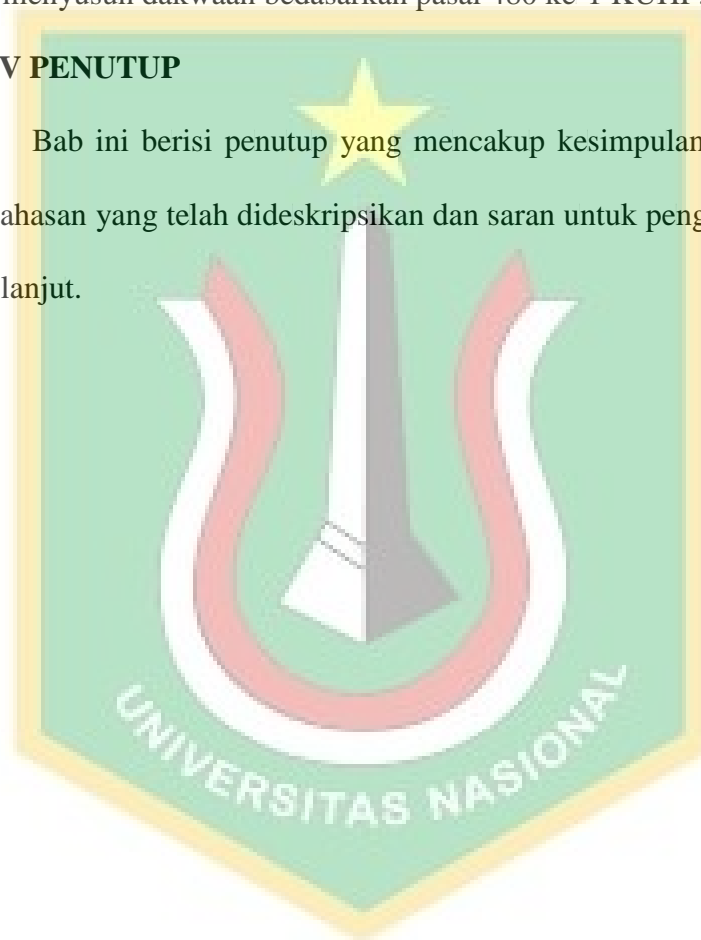 menyusun dakwaan bedasarkan pasal 480 ke-1 KUHP.
V PENUTUP
Bab ini berisi penutup yang mencakup kesimpulan
ahasan yang telah dideskripsikan dan saran untuk peng
lanjut.
UNIVERSITAS NASIONAL